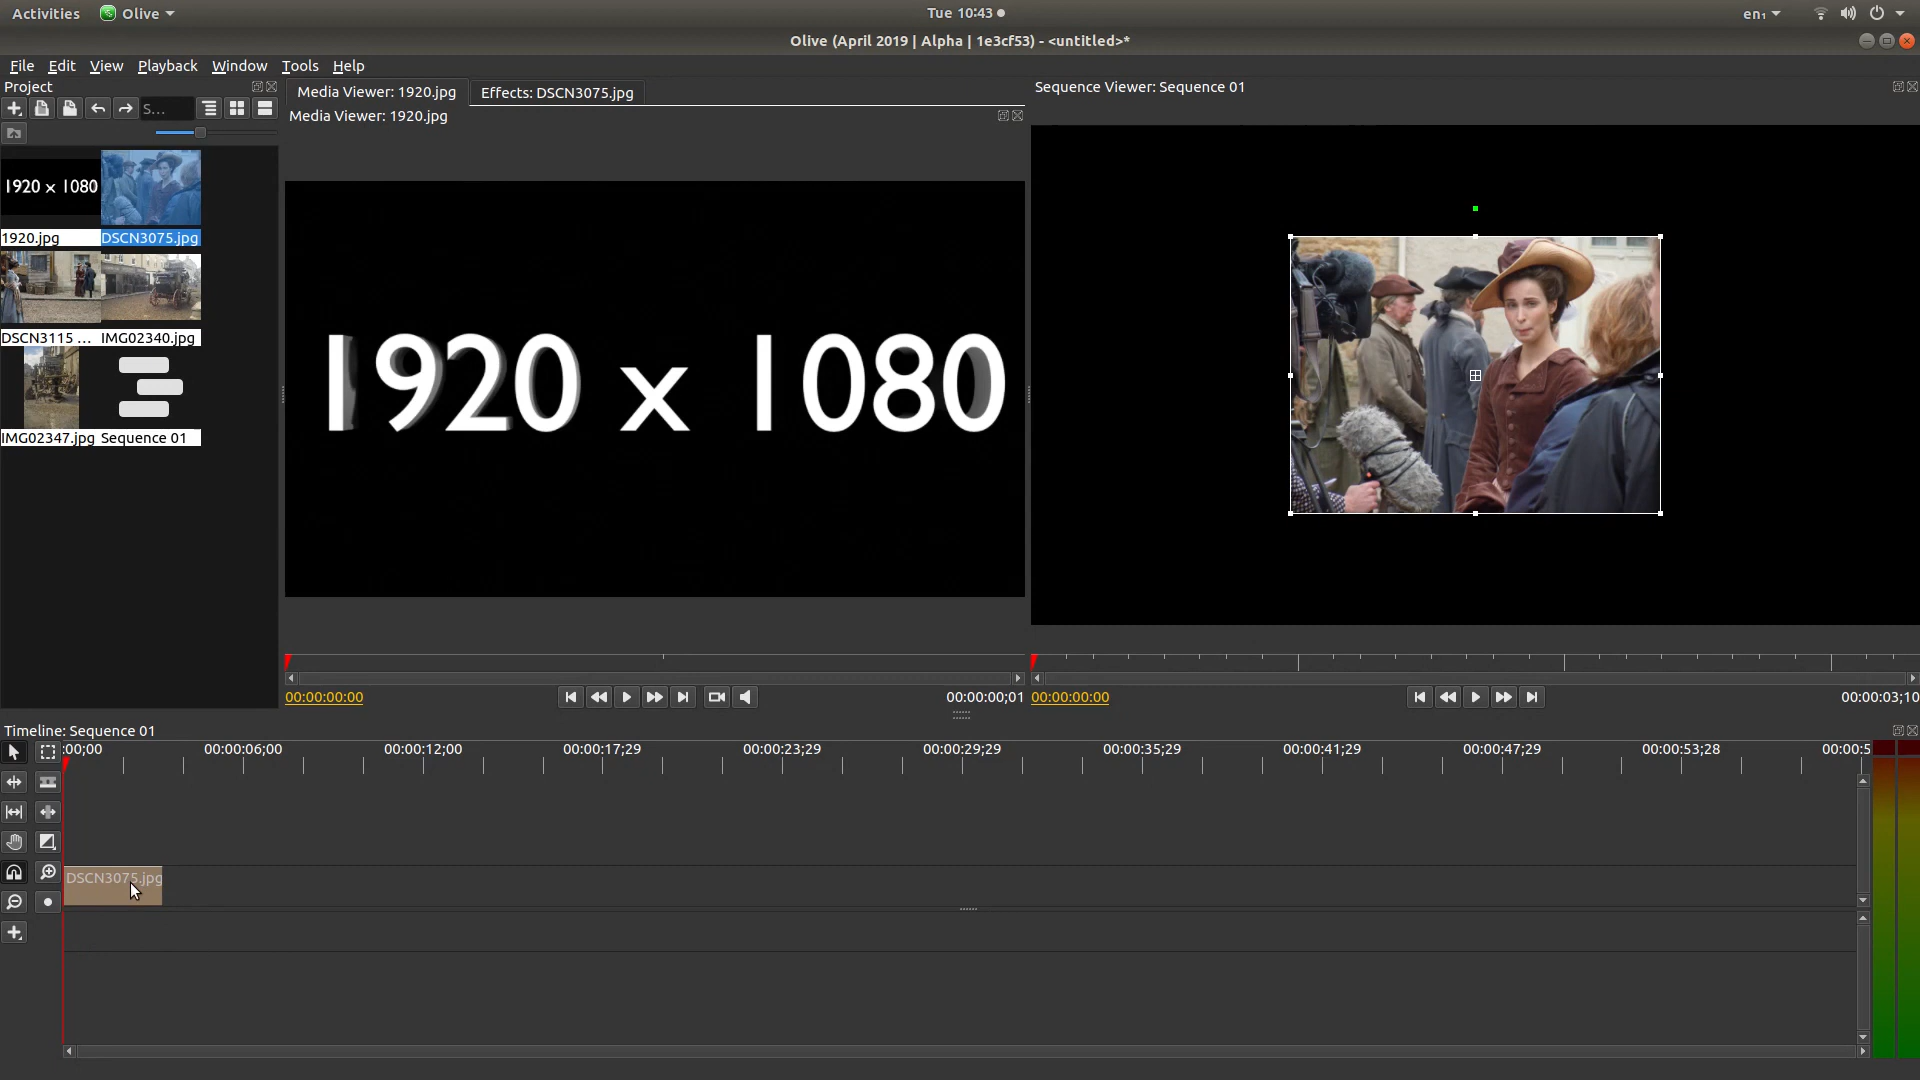 Activities Olive Tue 10:43 en₁
Olive (April 2019 | Alpha | 1e3cf53) - <untitled>*
File Edit View Playback Window Tools Help
Project
Media Viewer: 1920.jpg Effects: DSCN3075.jpg
Sequence Viewer: Sequence 01
S...
Media Viewer: 1920.jpg
1920 x 1080
1920.jpg DSCN3075.jpg
DSCN3115 ... IMG02340.jpg
IMG02347.jpg Sequence 01
1920 x 1080
00:00:00:00 00:00:00;01
00:00:00:00 00:00:03;10
Timeline: Sequence 01
:00;00 00:00:06;00 00:00:12;00 00:00:17;29 00:00:23;29 00:00:29;29 00:00:35;29 00:00:41;29 00:00:47;29 00:00:53;28 00:00:5
DSCN3075.jpg